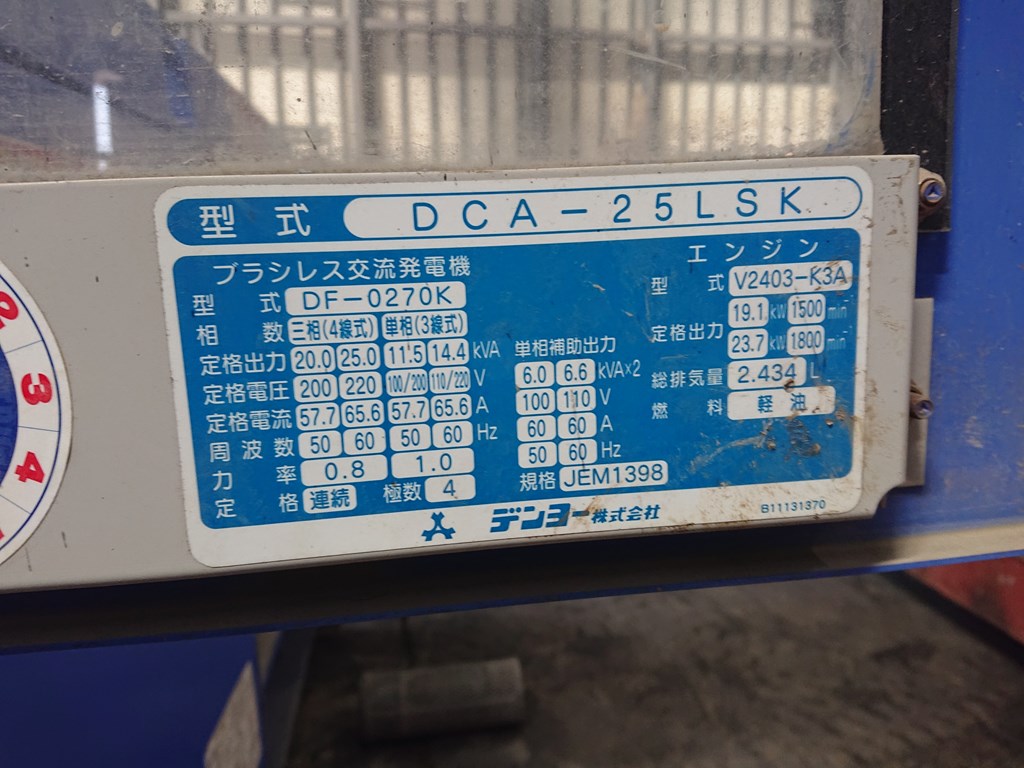 型式 DCA-25LSK
ブラシレス交流発電機
型式 DF-0270K
相数 三相(4線式) 単相(3線式)
定格出力 20.0 25.0 11.5 14.4 kVA
定格電圧 200 220 100/200 110/220 V
定格電流 57.7 65.6 57.7 65.6 A
周波数 50 60 50 60 Hz
力率 0.8 1.0
定格 連続 極数 4
単相補助出力
6.0 6.6 kVA×2
100 110 V
60 60 A
50 60 Hz
規格 JEM1398
エンジン
型式 V2403-K3A
定格出力 19.1 kW 1500 min⁻¹
23.7 kW 1800 min⁻¹
総排気量 2.434 L
燃料 軽油
デンヨー株式会社
B11131370
3
4